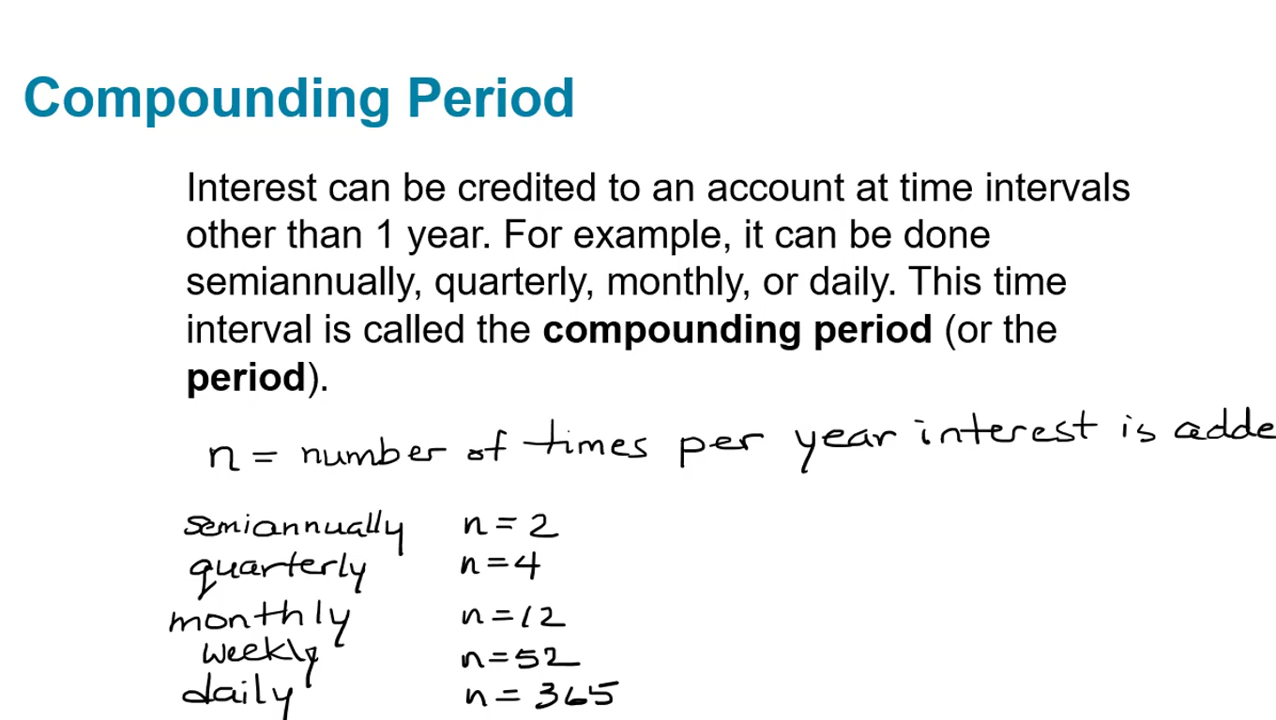 Compounding Period
Interest can be credited to an account at time intervals
other than 1 year. For example, it can be done
semiannually, quarterly, monthly, or daily. This time
interval is called the compounding period (or the
period).
n = number of times per year interest is adde
semiannually n = 2
quarterly n = 4
monthly n = 12
weekly n = 52
daily n = 365